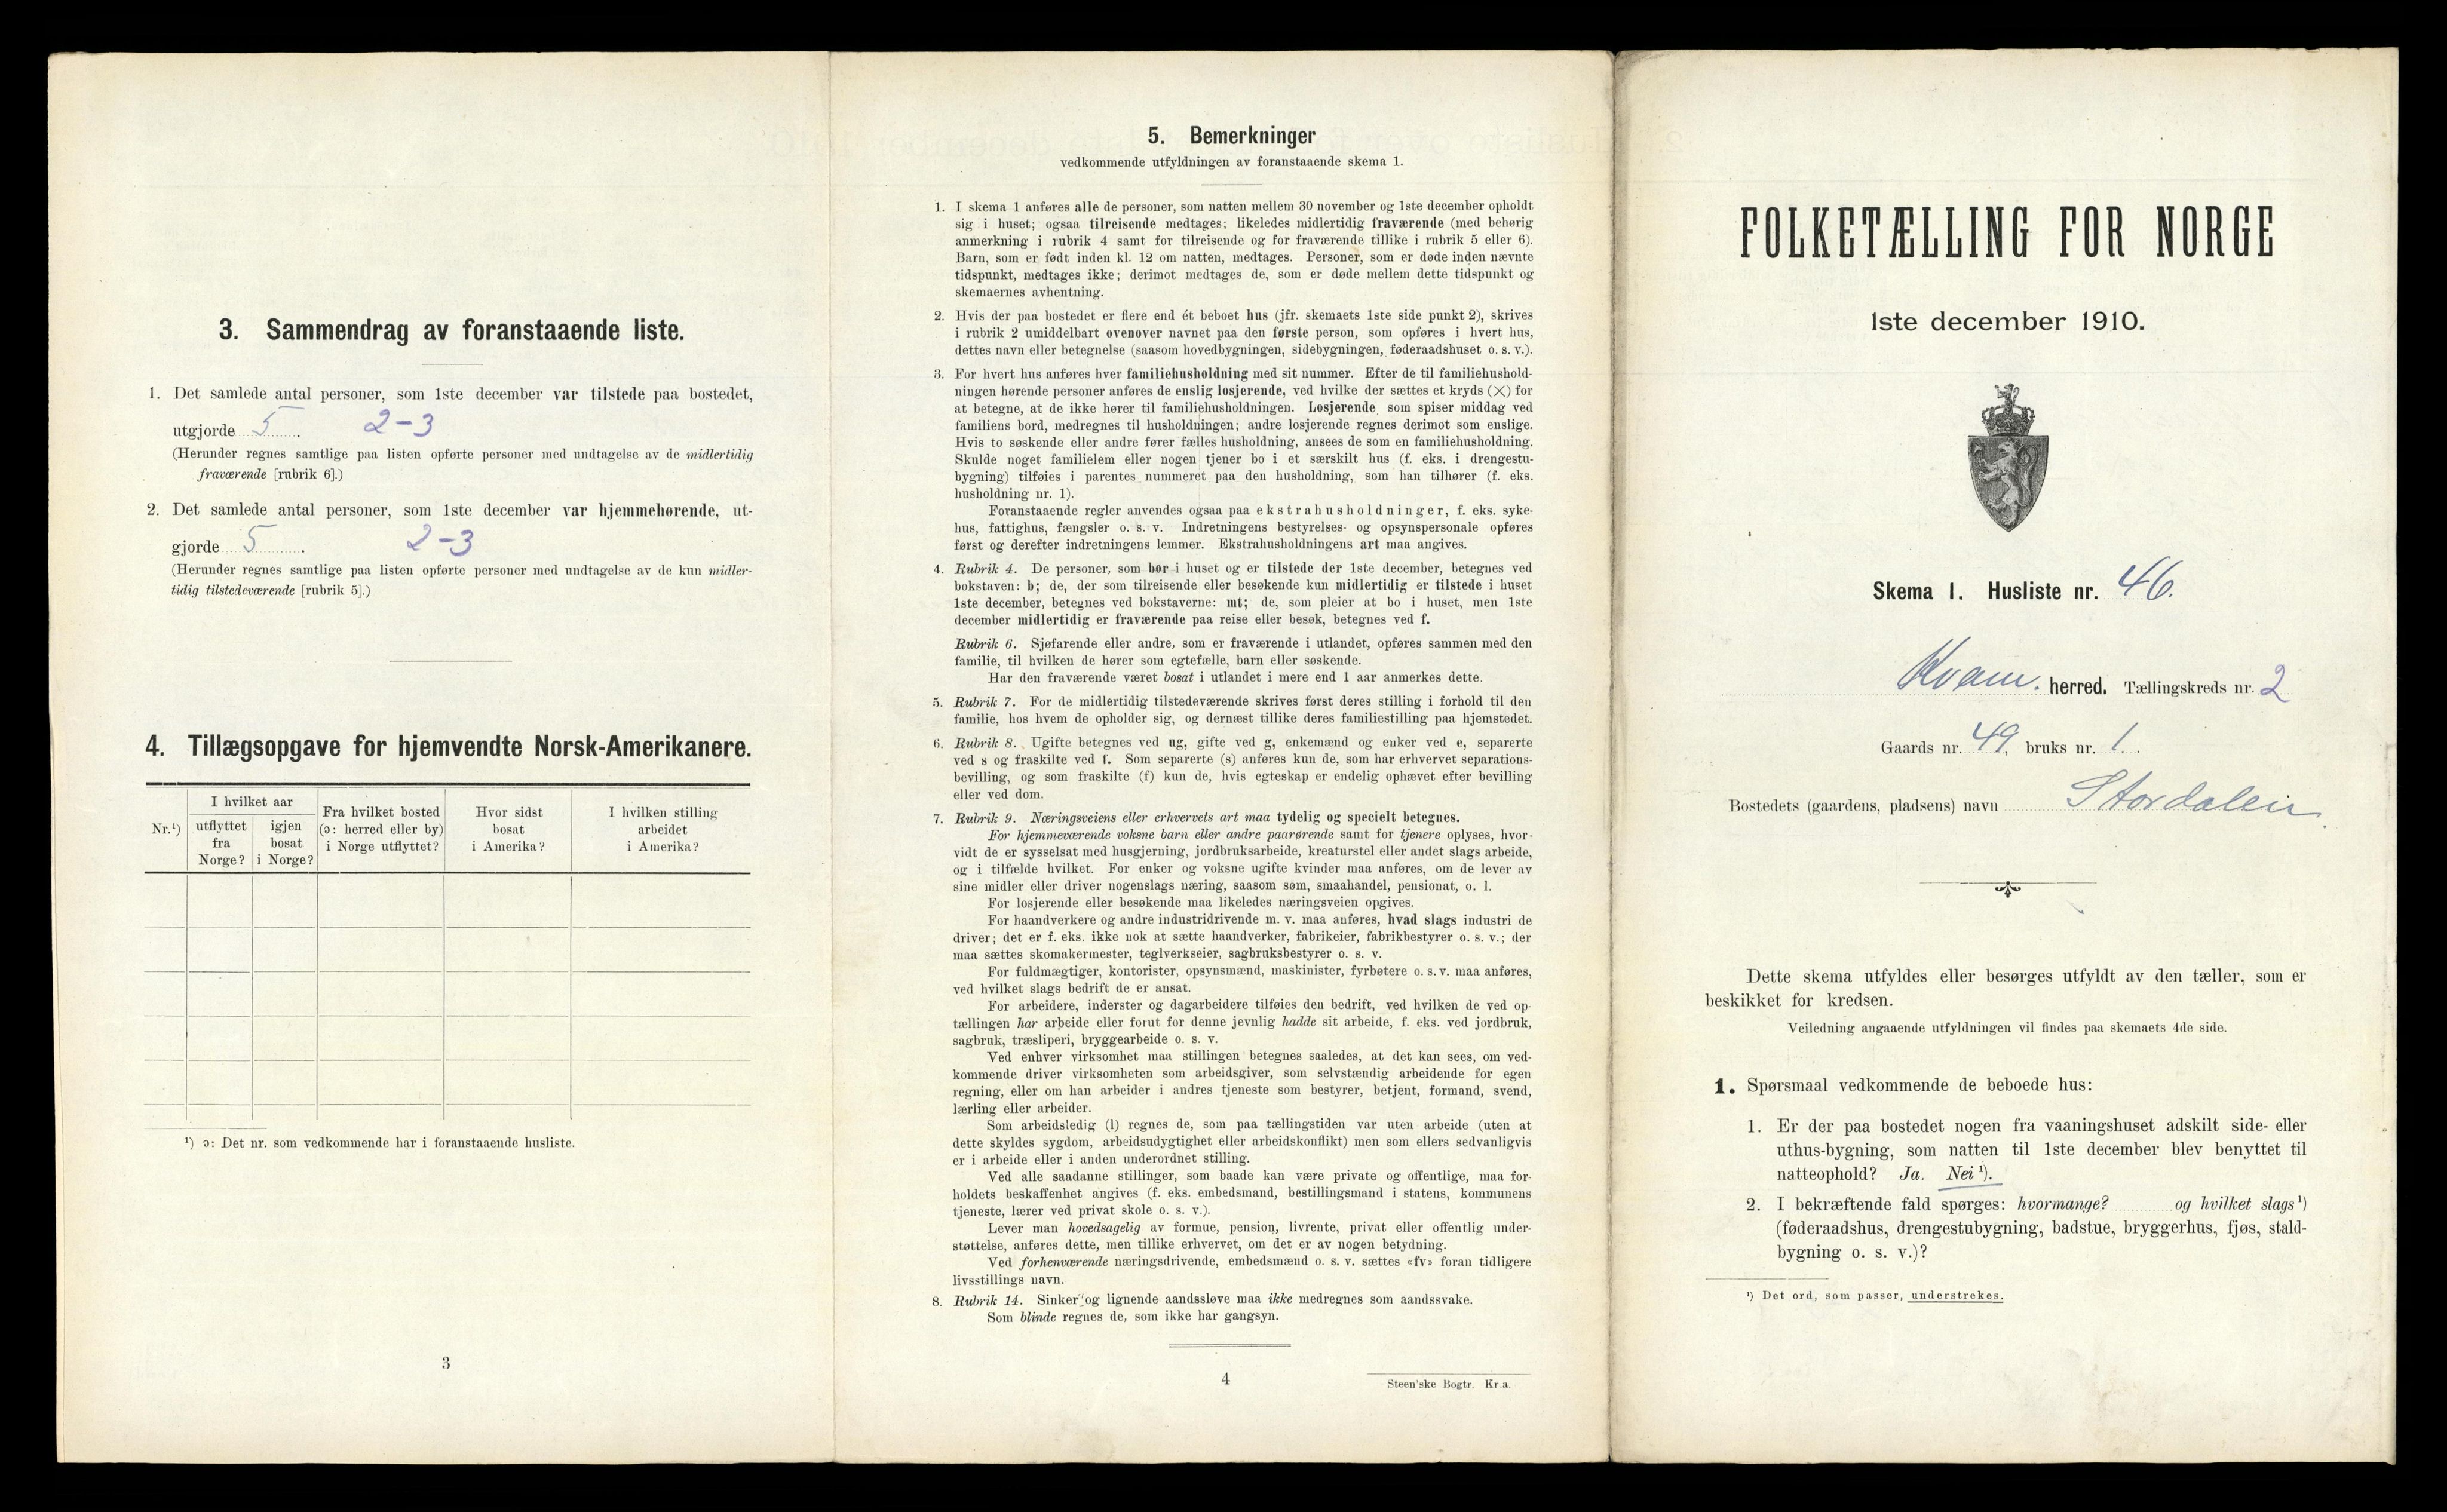 3. Sammendrag av foranstaaende liste.
1. Det samlede antal personer, som 1ste december var tilstede paa bostedet,
utgjorde 5. 2-3
(Herunder regnes samtlige paa listen opførte personer med undtagelse av de midlertidig
fraværende [rubrik 6].)
2. Det samlede antal personer, som 1ste december var hjemmehørende, ut-
gjorde 5. 2-3
(Herunder regnes samtlige paa listen opførte personer med undtagelse av de kun midler-
tidig tilstedeværende [rubrik 5].)
4. Tillægsopgave for hjemvendte Norsk-Amerikanere.
Nr.¹)
I hvilket aar
utflyttet
fra
Norge?
igjen
bosat
i Norge?
Fra hvilket bosted
(ɔ: herred eller by)
i Norge utflyttet?
Hvor sidst
bosat
i Amerika?
I hvilken stilling
arbeidet
i Amerika?
¹) ɔ: Det nr. som vedkommende har i foranstaaende husliste.
3
5. Bemerkninger
vedkommende utfyldningen av foranstaaende skema 1.
1. I skema 1 anføres alle de personer, som natten mellem 30 november og 1ste december opholdt
sig i huset; ogsaa tilreisende medtages; likeledes midlertidig fraværende (med behørig
anmerkning i rubrik 4 samt for tilreisende og for fraværende tillike i rubrik 5 eller 6).
Barn, som er født inden kl. 12 om natten, medtages. Personer, som er døde inden nævnte
tidspunkt, medtages ikke; derimot medtages de, som er døde mellem dette tidspunkt og
skemaernes avhentning.
2. Hvis der paa bostedet er flere end ét beboet hus (jfr. skemaets 1ste side punkt 2), skrives
i rubrik 2 umiddelbart ovenover navnet paa den første person, som opføres i hvert hus,
dettes navn eller betegnelse (saasom hovedbygningen, sidebygningen, føderaadshuset o. s. v.).
3. For hvert hus anføres hver familiehusholdning med sit nummer. Efter de til familiehushold-
ningen hørende personer anføres de enslig losjerende, ved hvilke der sættes et kryds (×) for
at betegne, at de ikke hører til familiehusholdningen. Losjerende som spiser middag ved
familiens bord, medregnes til husholdningen; andre losjerende regnes derimot som enslige.
Hvis to søskende eller andre fører fælles husholdning, ansees de som en familiehusholdning.
Skulde noget familielem eller nogen tjener bo i et særskilt hus (f. eks. i drengestu-
bygning) tilføies i parentes nummeret paa den husholdning, som han tilhører (f. eks.
husholdning nr. 1).
Foranstaaende regler anvendes ogsaa paa ekstrahusholdninger, f. eks. syke-
hus, fattighus, fængsler o. s. v. Indretningens bestyrelses- og opsynspersonale opføres
først og derefter indretningens lemmer. Ekstrahusholdningens art maa angives.
4. Rubrik 4. De personer, som bor i huset og er tilstede der 1ste december, betegnes ved
bokstaven: b; de, der som tilreisende eller besøkende kun midlertidig er tilstede i huset
1ste december, betegnes ved bokstaverne: mt; de, som pleier at bo i huset, men 1ste
december midlertidig er fraværende paa reise eller besøk, betegnes ved f.
Rubrik 6. Sjøfarende eller andre, som er fraværende i utlandet, opføres sammen med den
familie, til hvilken de hører som egtefælle, barn eller søskende.
Har den fraværende været bosat i utlandet i mere end 1 aar anmerkes dette.
5. Rubrik 7. For de midlertidig tilstedeværende skrives først deres stilling i forhold til den
familie, hos hvem de opholder sig, og dernæst tillike deres familiestilling paa hjemstedet.
6. Rubrik 8. Ugifte betegnes ved ug, gifte ved g, enkemænd og enker ved e, separerte
ved s og fraskilte ved f. Som separerte (s) anføres kun de, som har erhvervet separations-
bevilling, og som fraskilte (f) kun de, hvis egteskap er endelig ophævet efter bevilling
eller ved dom.
7. Rubrik 9. Næringsveiens eller erhvervets art maa tydelig og specielt betegnes.
For hjemmeværende voksne barn eller andre paarørende samt for tjenere oplyses, hvor-
vidt de er sysselsat med husgjerning, jordbruksarbeide, kreaturstel eller andet slags arbeide,
og i tilfælde hvilket. For enker og voksne ugifte kvinder maa anføres, om de lever av
sine midler eller driver nogenslags næring, saasom søm, smaahandel, pensionat, o. l.
For losjerende eller besøkende maa likeledes næringsveien opgives.
For haandverkere og andre industridrivende m. v. maa anføres, hvad slags industri de
driver; det er f. eks. ikke nok at sætte haandverker, fabrikeier, fabrikbestyrer o. s. v.; der
maa sættes skomakermester, teglverkseier, sagbruksbestyrer o. s. v.
For fuldmægtiger, kontorister, opsynsmænd, maskinister, fyrbøtere o. s. v. maa anføres,
ved hvilket slags bedrift de er ansat.
For arbeidere, inderster og dagarbeidere tilføies den bedrift, ved hvilken de ved op-
tællingen har arbeide eller forut for denne jevnlig hadde sit arbeide, f. eks. ved jordbruk,
sagbruk, træsliperi, bryggearbeide o. s. v.
Ved enhver virksomhet maa stillingen betegnes saaledes, at det kan sees, om ved-
kommende driver virksomheten som arbeidsgiver, som selvstændig arbeidende for egen
regning, eller om han arbeider i andres tjeneste som bestyrer, betjent, formand, svend,
lærling eller arbeider.
Som arbeidsledig (l) regnes de, som paa tællingstiden var uten arbeide (uten at
dette skyldes sygdom, arbeidsudygtighet eller arbeidskonflikt) men som ellers sedvanligvis
er i arbeide eller i anden underordnet stilling.
Ved alle saadanne stillinger, som baade kan være private og offentlige, maa for-
holdets beskaffenhet angives (f. eks. embedsmand, bestillingsmand i statens, kommunens
tjeneste, lærer ved privat skole o. s. v.).
Lever man hovedsagelig av formue, pension, livrente, privat eller offentlig under-
støttelse, anføres dette, men tillike erhvervet, om det er av nogen betydning.
Ved forhenværende næringsdrivende, embedsmænd o. s. v. sættes «fv» foran tidligere
livsstillings navn.
8. Rubrik 14. Sinker og lignende aandssløve maa ikke medregnes som aandssvake.
Som blinde regnes de, som ikke har gangsyn.
4
Steen'ske Bogtr. Kr.a.
FOLKETÆLLING FOR NORGE
1ste december 1910.
Skema 1. Husliste nr. 46.
Kvam. herred. Tællingskreds nr. 2
Gaards nr. 49, bruks nr. 1.
Bostedets (gaardens, pladsens) navn Stordalen.
Dette skema utfyldes eller besørges utfyldt av den tæller, som er
beskikket for kredsen.
Veiledning angaaende utfyldningen vil findes paa skemaets 4de side.
1. Spørsmaal vedkommende de beboede hus:
1. Er der paa bostedet nogen fra vaaningshuset adskilt side- eller
uthus-bygning, som natten til 1ste december blev benyttet til
natteophold? Ja. Nei ¹).
2. I bekræftende fald spørges: hvormange? og hvilket slags ¹)
(føderaadshus, drengestubygning, badstue, bryggerhus, fjøs, stald-
bygning o. s. v.)?
¹) Det ord, som passer, understrekes.